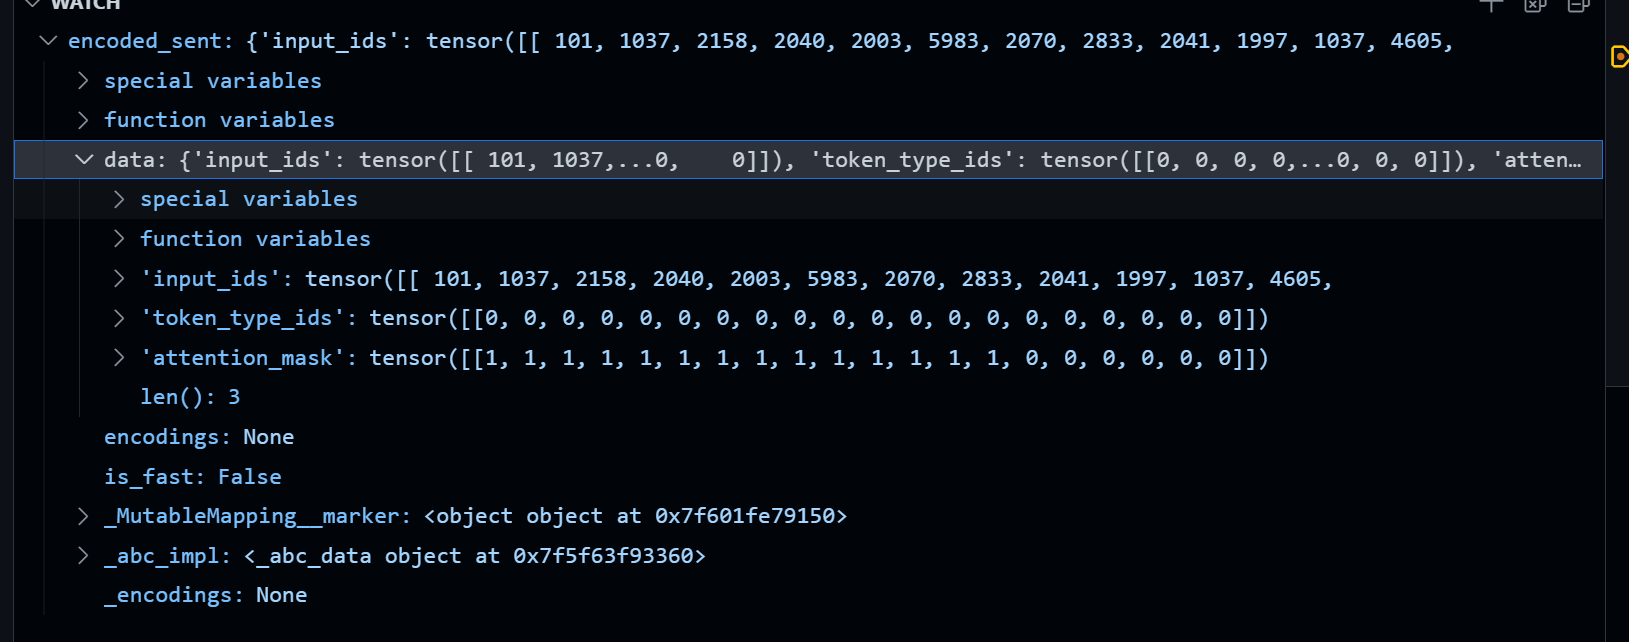 WATCH
encoded_sent: {'input_ids': tensor([[ 101, 1037, 2158, 2040, 2003, 5983, 2070, 2833, 2041, 1997, 1037, 4605,
special variables
function variables
data: {'input_ids': tensor([[ 101, 1037,...0,    0]]), 'token_type_ids': tensor([[0, 0, 0, 0,...0, 0, 0]]), 'atten…
special variables
function variables
'input_ids': tensor([[ 101, 1037, 2158, 2040, 2003, 5983, 2070, 2833, 2041, 1997, 1037, 4605,
'token_type_ids': tensor([[0, 0, 0, 0, 0, 0, 0, 0, 0, 0, 0, 0, 0, 0, 0, 0, 0, 0, 0, 0]])
'attention_mask': tensor([[1, 1, 1, 1, 1, 1, 1, 1, 1, 1, 1, 1, 1, 1, 0, 0, 0, 0, 0, 0]])
len(): 3
encodings: None
is_fast: False
_MutableMapping__marker: <object object at 0x7f601fe79150>
_abc_impl: <_abc_data object at 0x7f5f63f93360>
_encodings: None